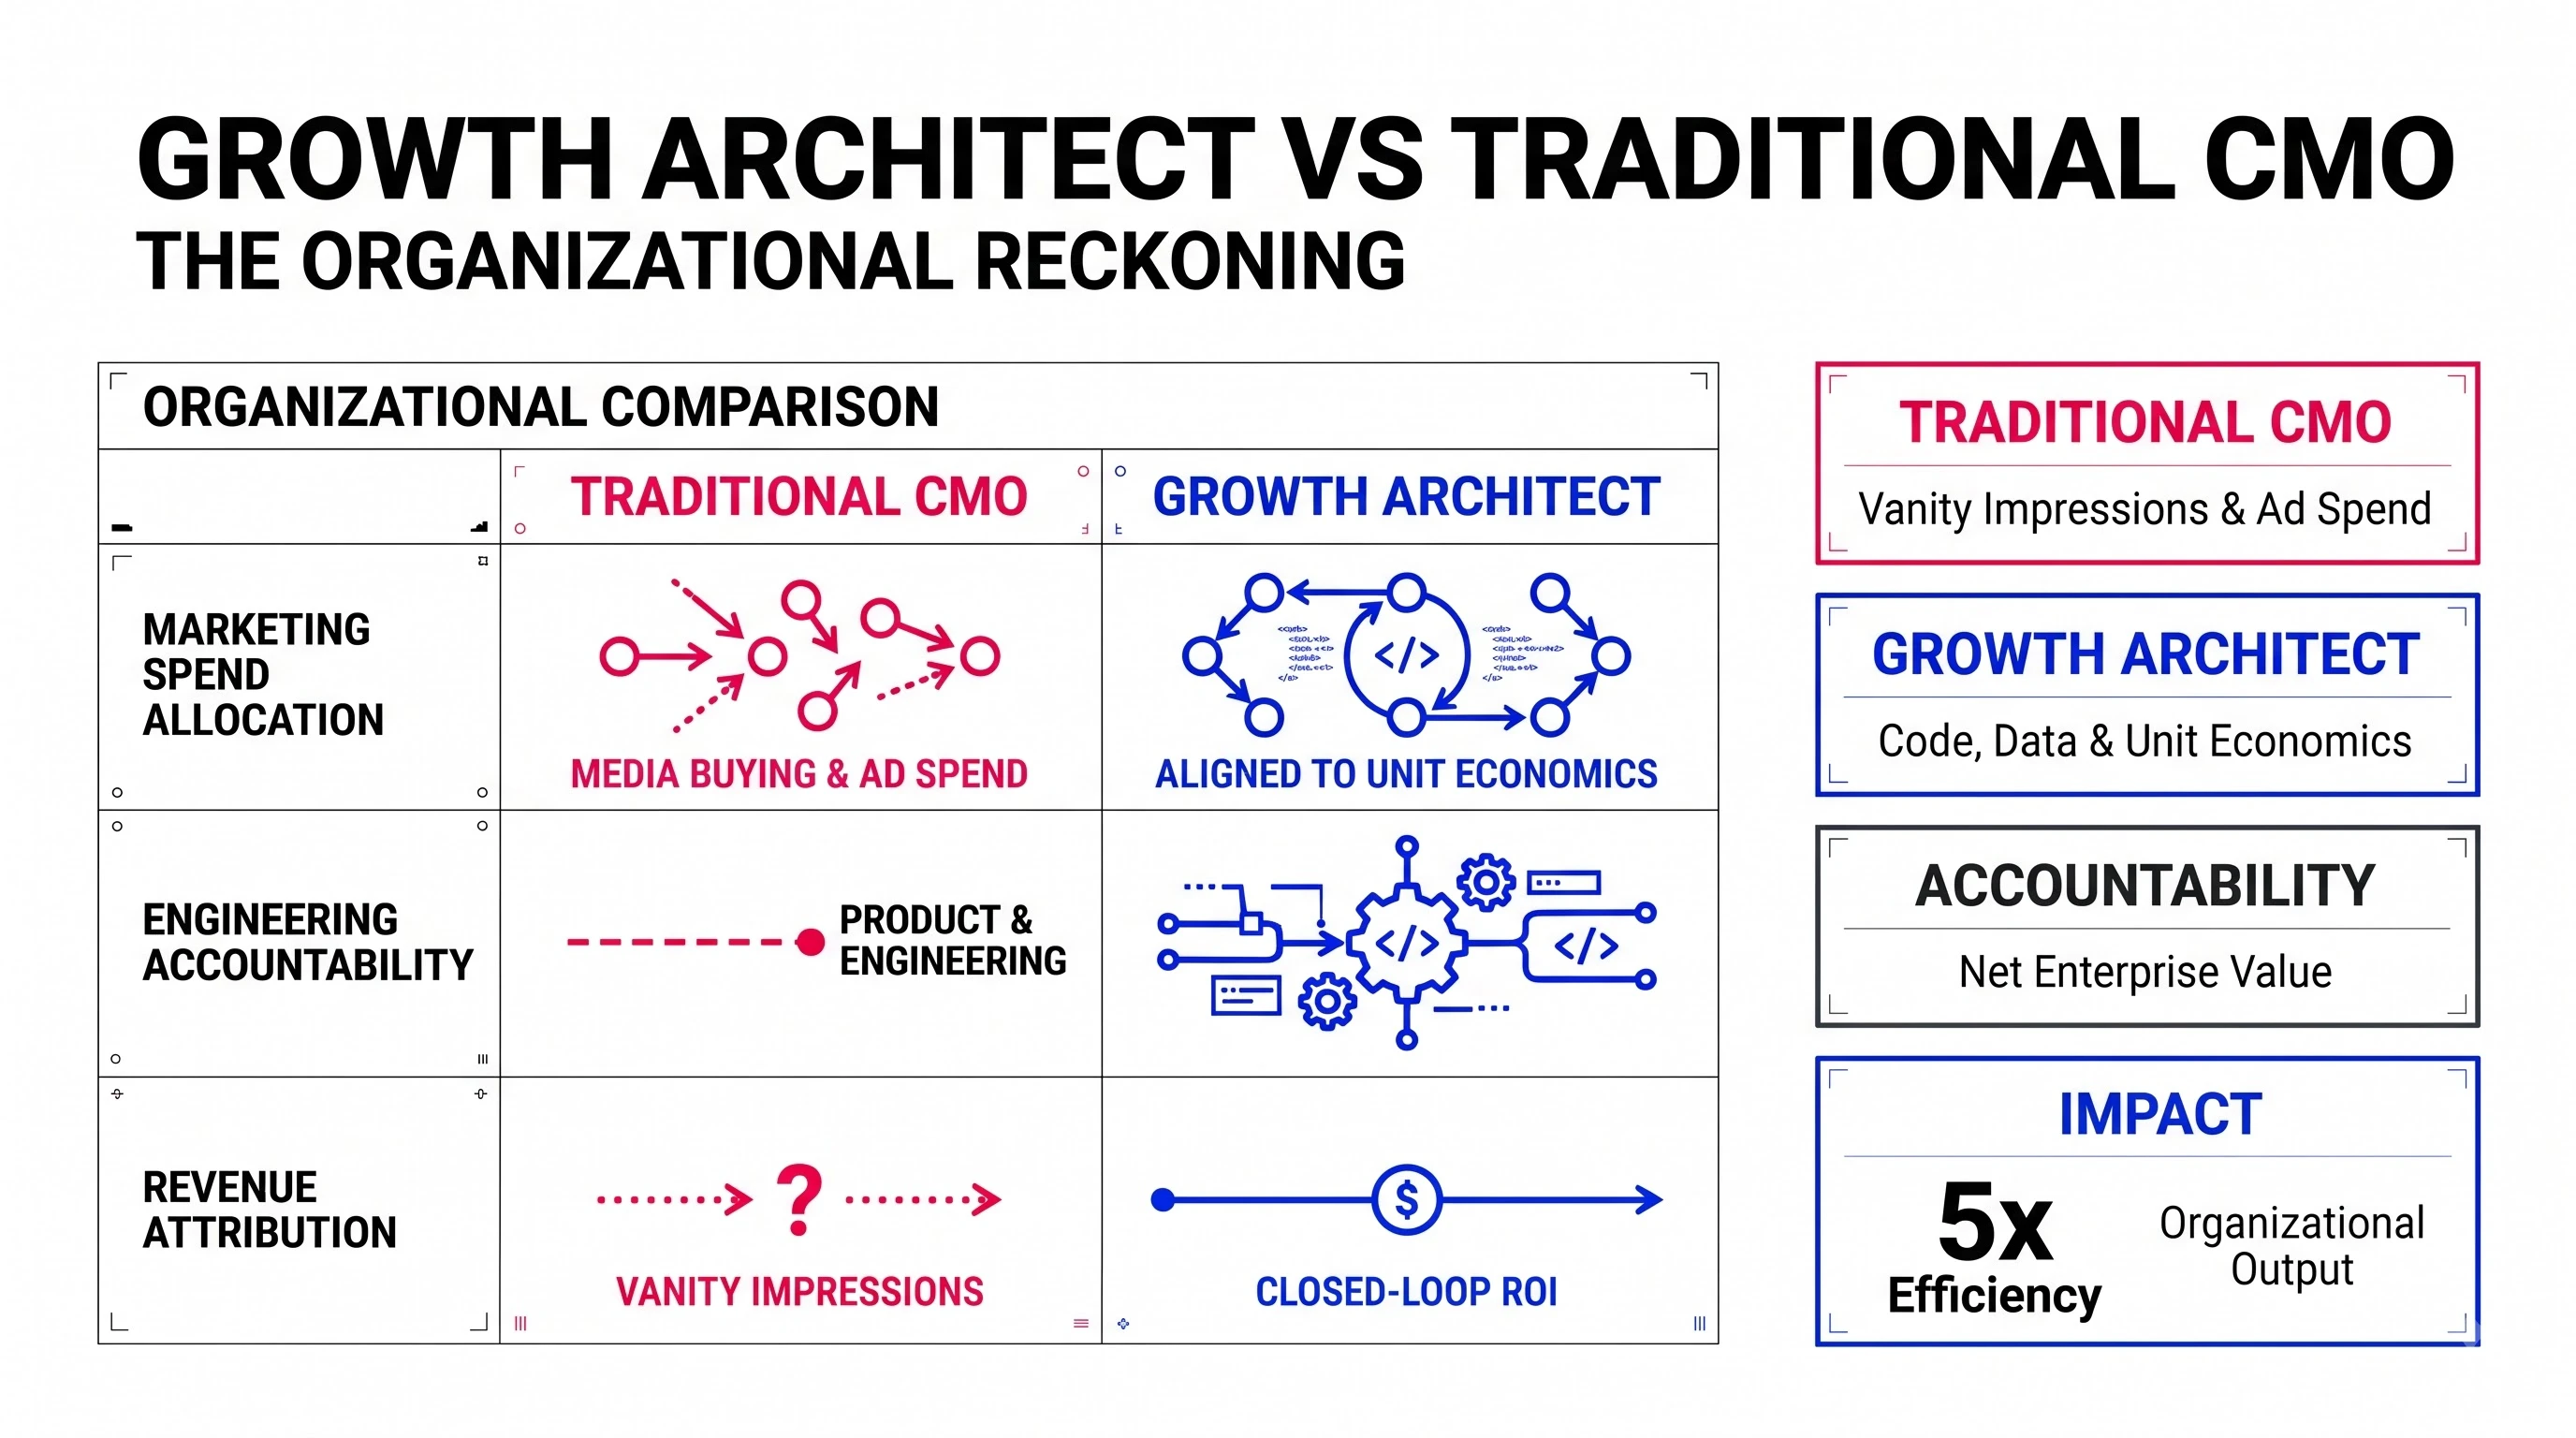 GROWTH ARCHITECT VS TRADITIONAL CMO
THE ORGANIZATIONAL RECKONING
ORGANIZATIONAL COMPARISON
TRADITIONAL CMO
GROWTH ARCHITECT
MARKETING
SPEND
ALLOCATION
MEDIA BUYING & AD SPEND
</>
ALIGNED TO UNIT ECONOMICS
ENGINEERING
ACCOUNTABILITY
PRODUCT &
ENGINEERING
</>
</>
REVENUE
ATTRIBUTION
?
VANITY IMPRESSIONS
$
CLOSED-LOOP ROI
TRADITIONAL CMO
Vanity Impressions & Ad Spend
GROWTH ARCHITECT
Code, Data & Unit Economics
ACCOUNTABILITY
Net Enterprise Value
IMPACT
5x
Efficiency
Organizational
Output